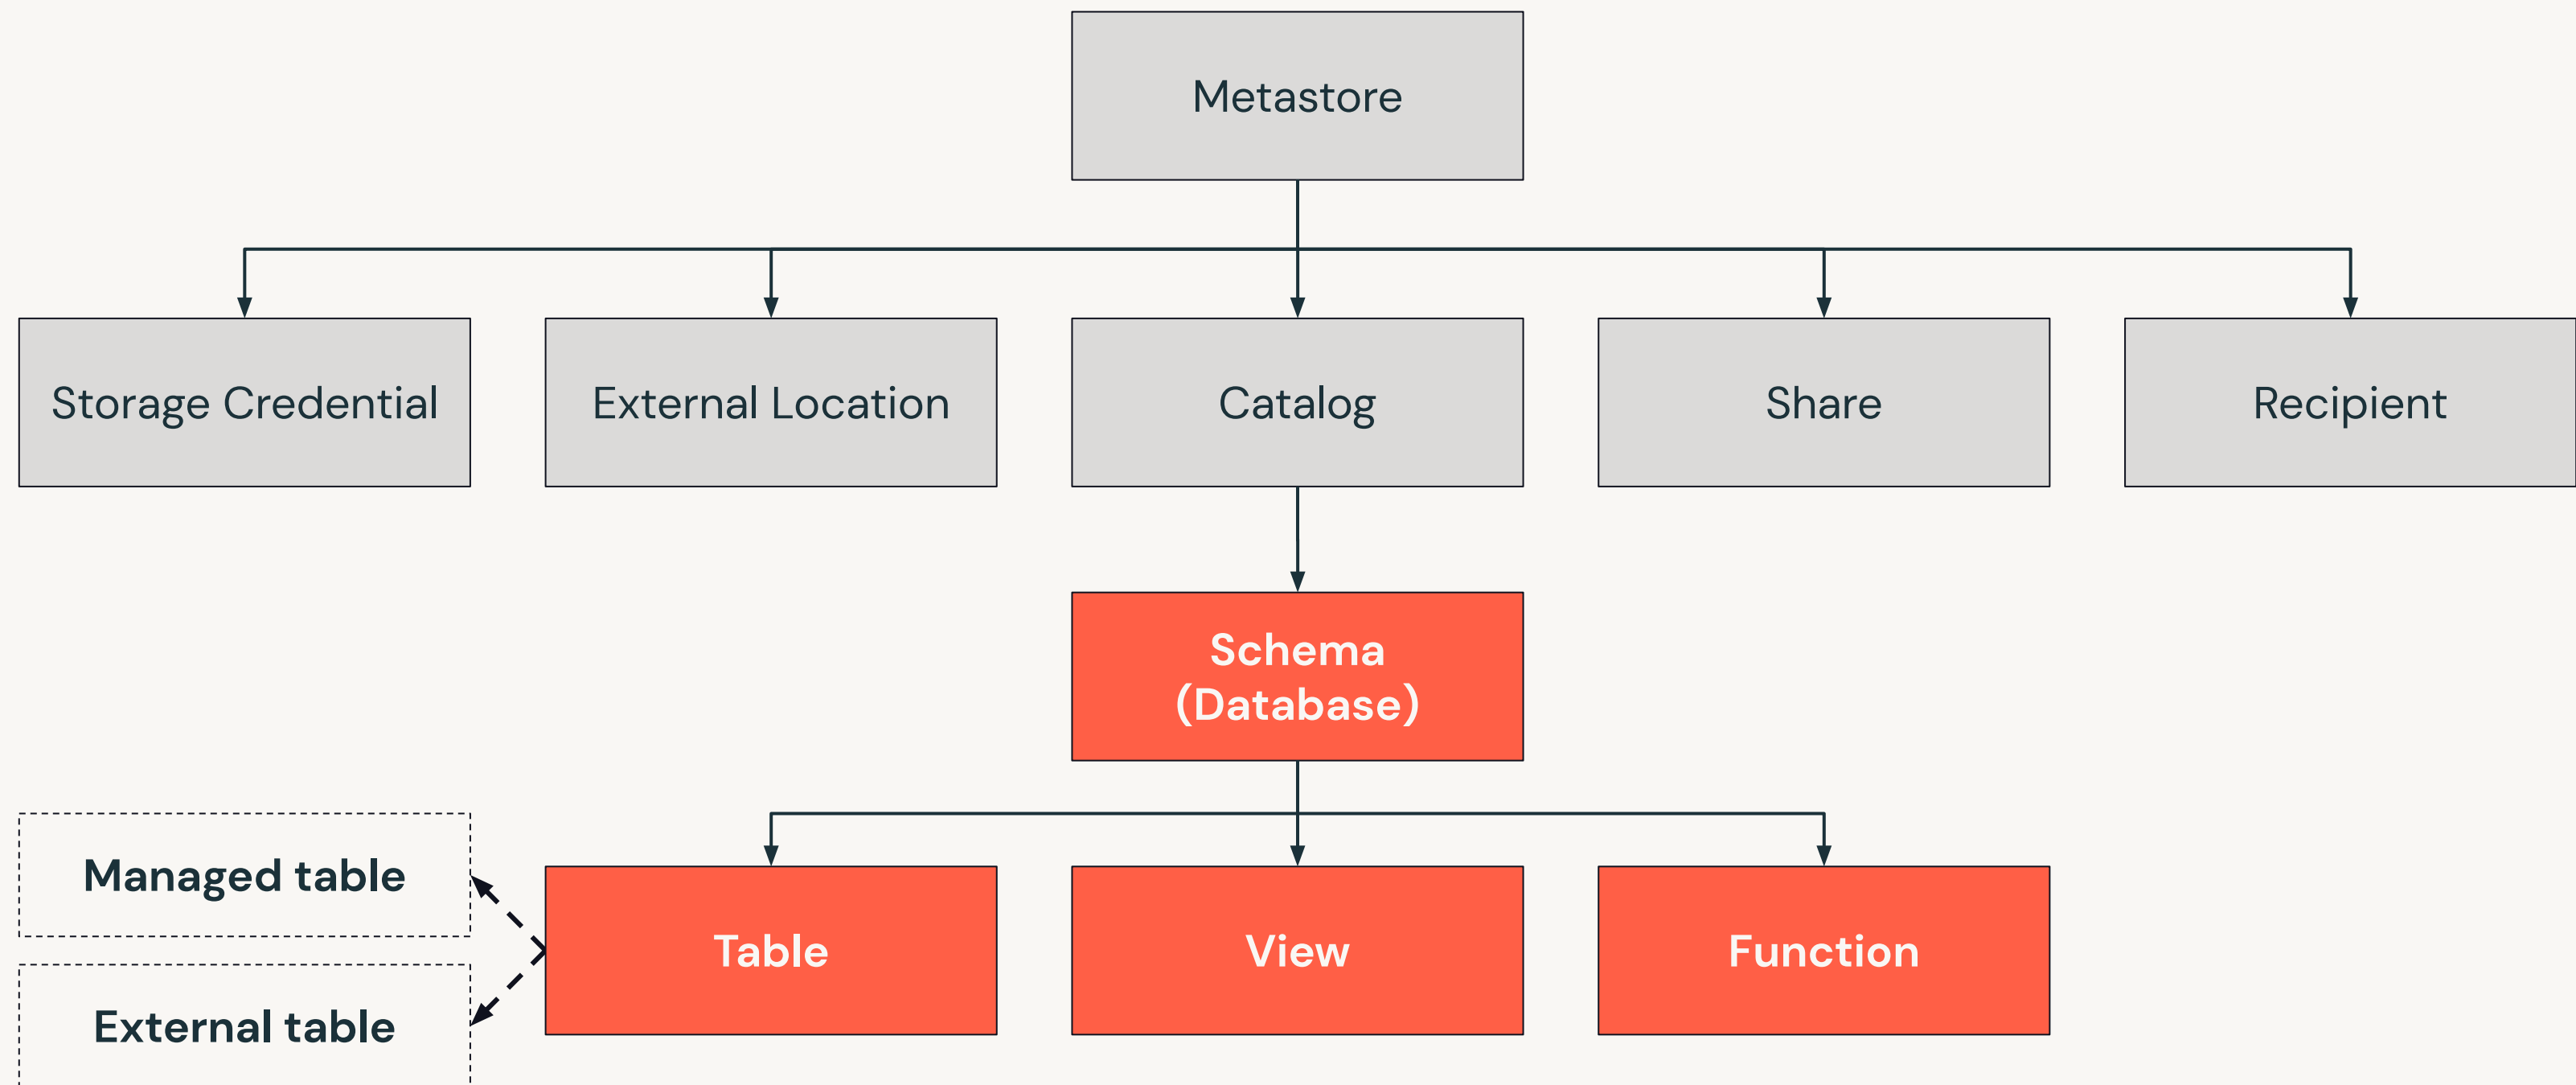 Metastore
Storage Credential
External Location
Catalog
Share
Recipient
Schema
(Database)
Managed table
External table
Table
View
Function